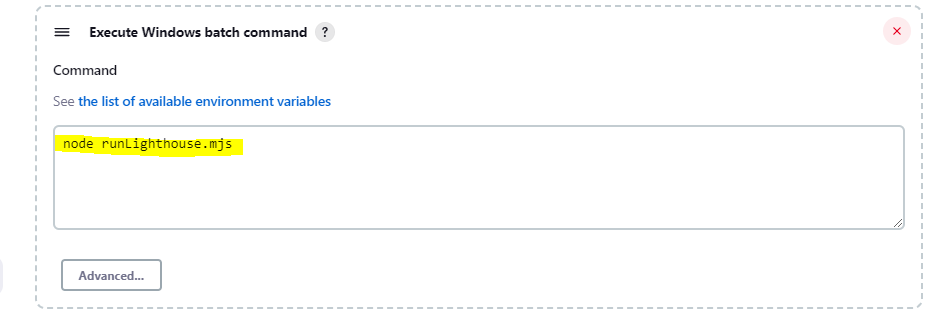 Execute Windows batch command ?
Command
See the list of available environment variables
node runLighthouse.mjs
Advanced...